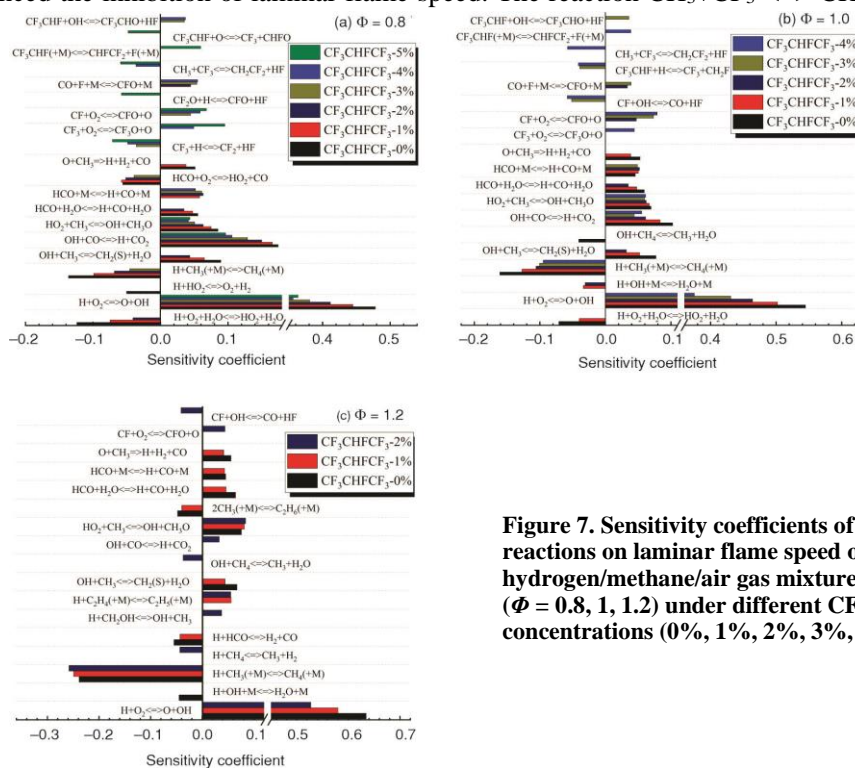 need the inhibition of laminar flame speed. The reaction
(a) Φ = 0.8
CF₃CHF+OH<=>CF₃CHO+HF
CF₃CHF+O<=>CF₃+CHFO
CF₃CHF(+M)<=>CHFCF₂+F(+M)
CH₃+CF₃<=>CH₂CF₂+HF
CO+F+M<=>CFO+M
CF₂O+H<=>CFO+HF
CF+O₂<=>CFO+O
CF₃+O₂<=>CF₃O+O
CF₃+H<=>CF₂+HF
O+CH₃=>H+H₂+CO
HCO+O₂<=>HO₂+CO
HCO+M<=>H+CO+M
HCO+H₂O<=>H+CO+H₂O
HO₂+CH₃<=>OH+CH₃O
OH+CO<=>H+CO₂
OH+CH₃<=>CH₂(S)+H₂O
H+CH₃(+M)<=>CH₄(+M)
H+HO₂<=>O₂+H₂
H+O₂<=>O+OH
H+O₂+H₂O<=>HO₂+H₂O
CF₃CHFCF₃-5%
CF₃CHFCF₃-4%
CF₃CHFCF₃-3%
CF₃CHFCF₃-2%
CF₃CHFCF₃-1%
CF₃CHFCF₃-0%
−0.2 −0.1 0.0 0.1 0.4 0.5
Sensitivity coefficient
(b) Φ = 1.0
CF₃CHF+OH<=>CF₃CHO+HF
CF₃CHF(+M)<=>CHFCF₂+F(+M)
CH₃+CF₃<=>CH₂CF₂+HF
CF₃CHF+H<=>CF₃+CH₂F
CO+F+M<=>CFO+M
CF+OH<=>CO+HF
CF+O₂<=>CFO+O
CF₃+O₂<=>CF₃O+O
O+CH₃=>H+H₂+CO
HCO+M<=>H+CO+M
HCO+H₂O<=>H+CO+H₂O
HO₂+CH₃<=>OH+CH₃O
OH+CO<=>H+CO₂
OH+CH₄<=>CH₃+H₂O
OH+CH₃<=>CH₂(S)+H₂O
H+CH₃(+M)<=>CH₄(+M)
H+OH+M<=>H₂O+M
H+O₂<=>O+OH
H+O₂+H₂O<=>HO₂+H₂O
CF₃CHFCF₃-4%
CF₃CHFCF₃-3%
CF₃CHFCF₃-2%
CF₃CHFCF₃-1%
CF₃CHFCF₃-0%
−0.2 −0.1 0.0 0.1 0.4 0.5 0.6
Sensitivity coefficient
(c) Φ = 1.2
CF+OH<=>CO+HF
CF+O₂<=>CFO+O
O+CH₃=>H+H₂+CO
HCO+M<=>H+CO+M
HCO+H₂O<=>H+CO+H₂O
2CH₃(+M)<=>C₂H₆(+M)
HO₂+CH₃<=>OH+CH₃O
OH+CO<=>H+CO₂
OH+CH₄<=>CH₃+H₂O
OH+CH₃<=>CH₂(S)+H₂O
H+C₂H₄(+M)<=>C₂H₅(+M)
H+CH₂OH<=>OH+CH₃
H+HCO<=>H₂+CO
H+CH₄<=>CH₃+H₂
H+CH₃(+M)<=>CH₄(+M)
H+OH+M<=>H₂O+M
H+O₂<=>O+OH
CF₃CHFCF₃-2%
CF₃CHFCF₃-1%
CF₃CHFCF₃-0%
−0.3 −0.2 −0.1 0.0 0.1 0.5 0.6 0.7
Sensitivity coefficient
Figure 7. Sensitivity coefficients of
reactions on laminar flame speed o
hydrogen/methane/air gas mixture
(Φ = 0.8, 1, 1.2) under different CF
concentrations (0%, 1%, 2%, 3%,